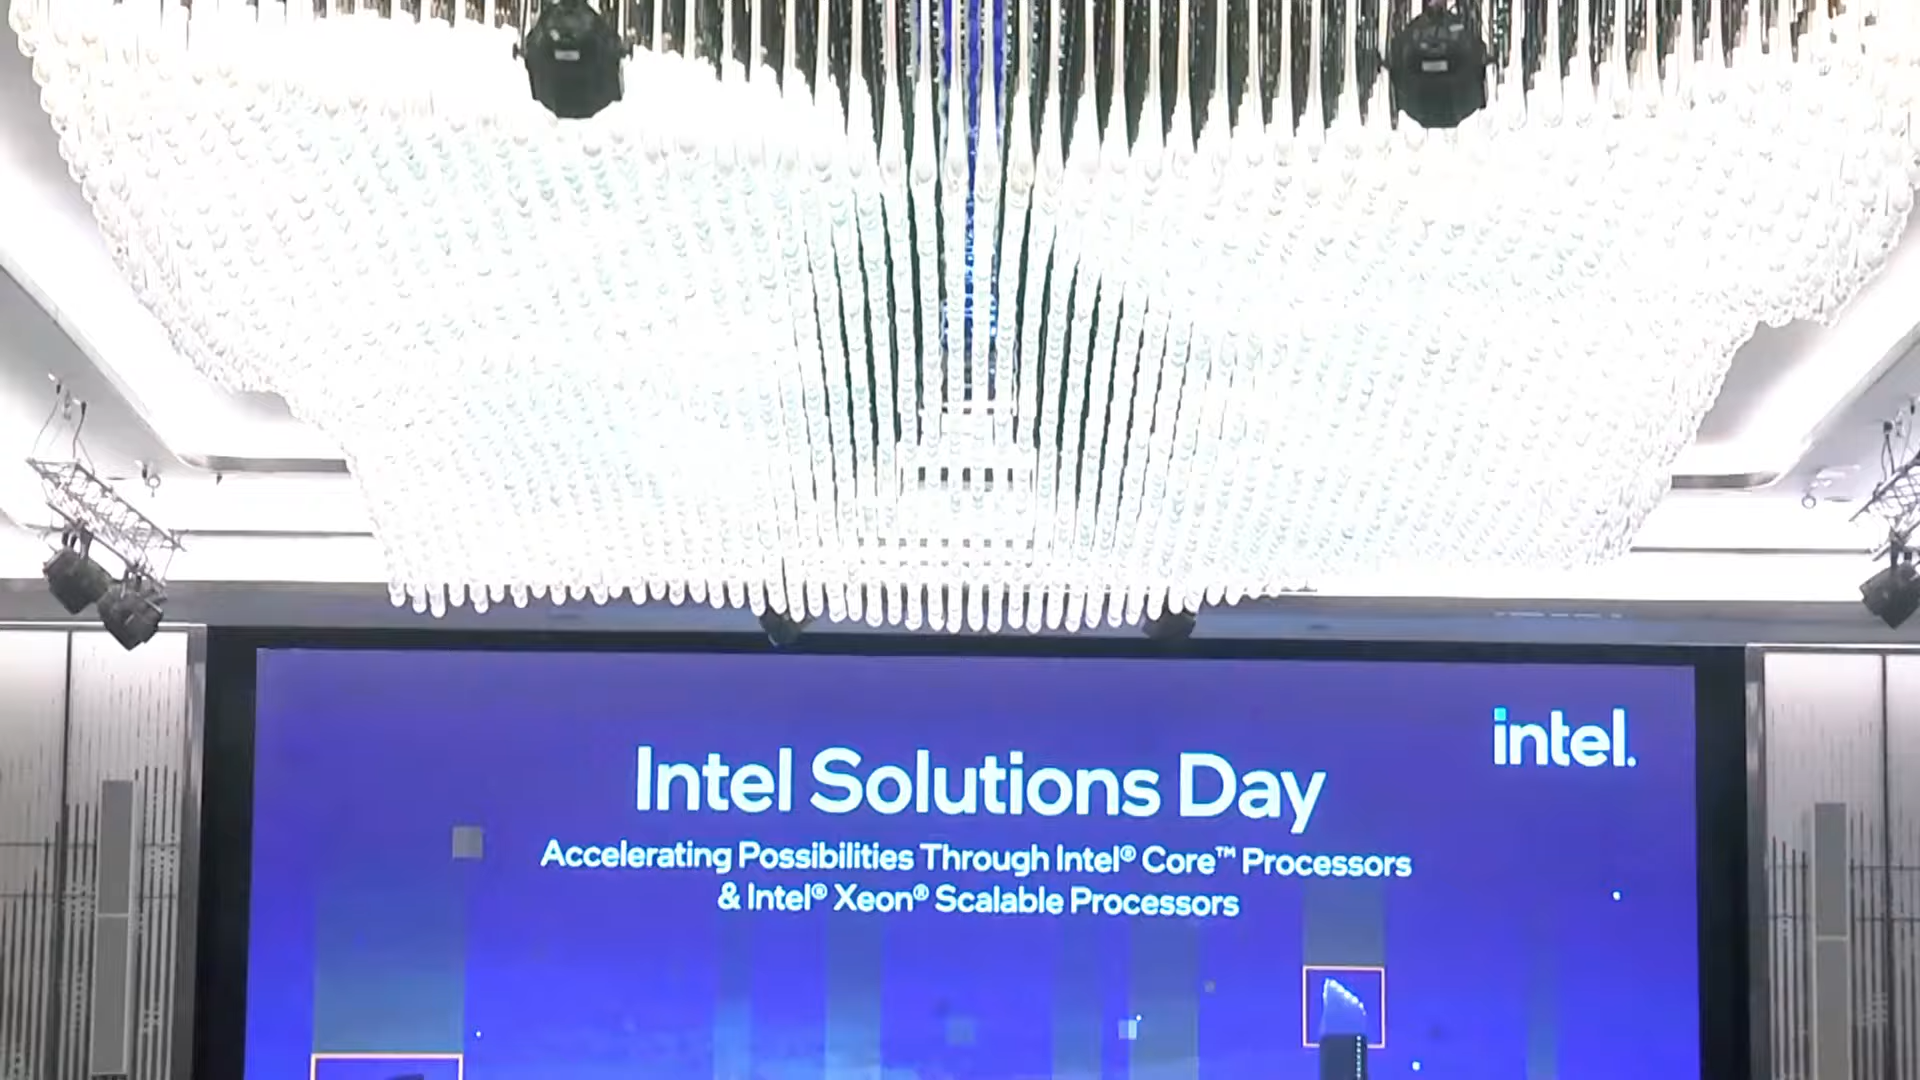 intel.
Intel Solutions Day
Accelerating Possibilities Through Intel® Core™ Processors
& Intel® Xeon® Scalable Processors